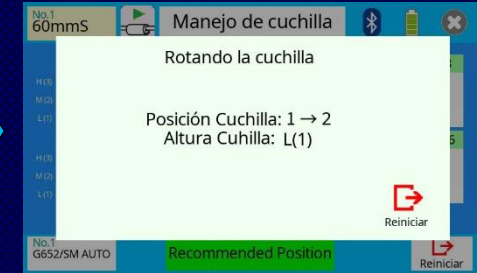 No.1
60mmS
Manejo de cuchilla
Rotando la cuchilla
H (3)
M (2)
L (1)
Posición Cuchilla: 1 → 2
Altura Cuhilla: L(1)
6
H (3)
M (2)
L (1)
Reiniciar
No.1
G652/SM AUTO
Recommended Position
Reiniciar